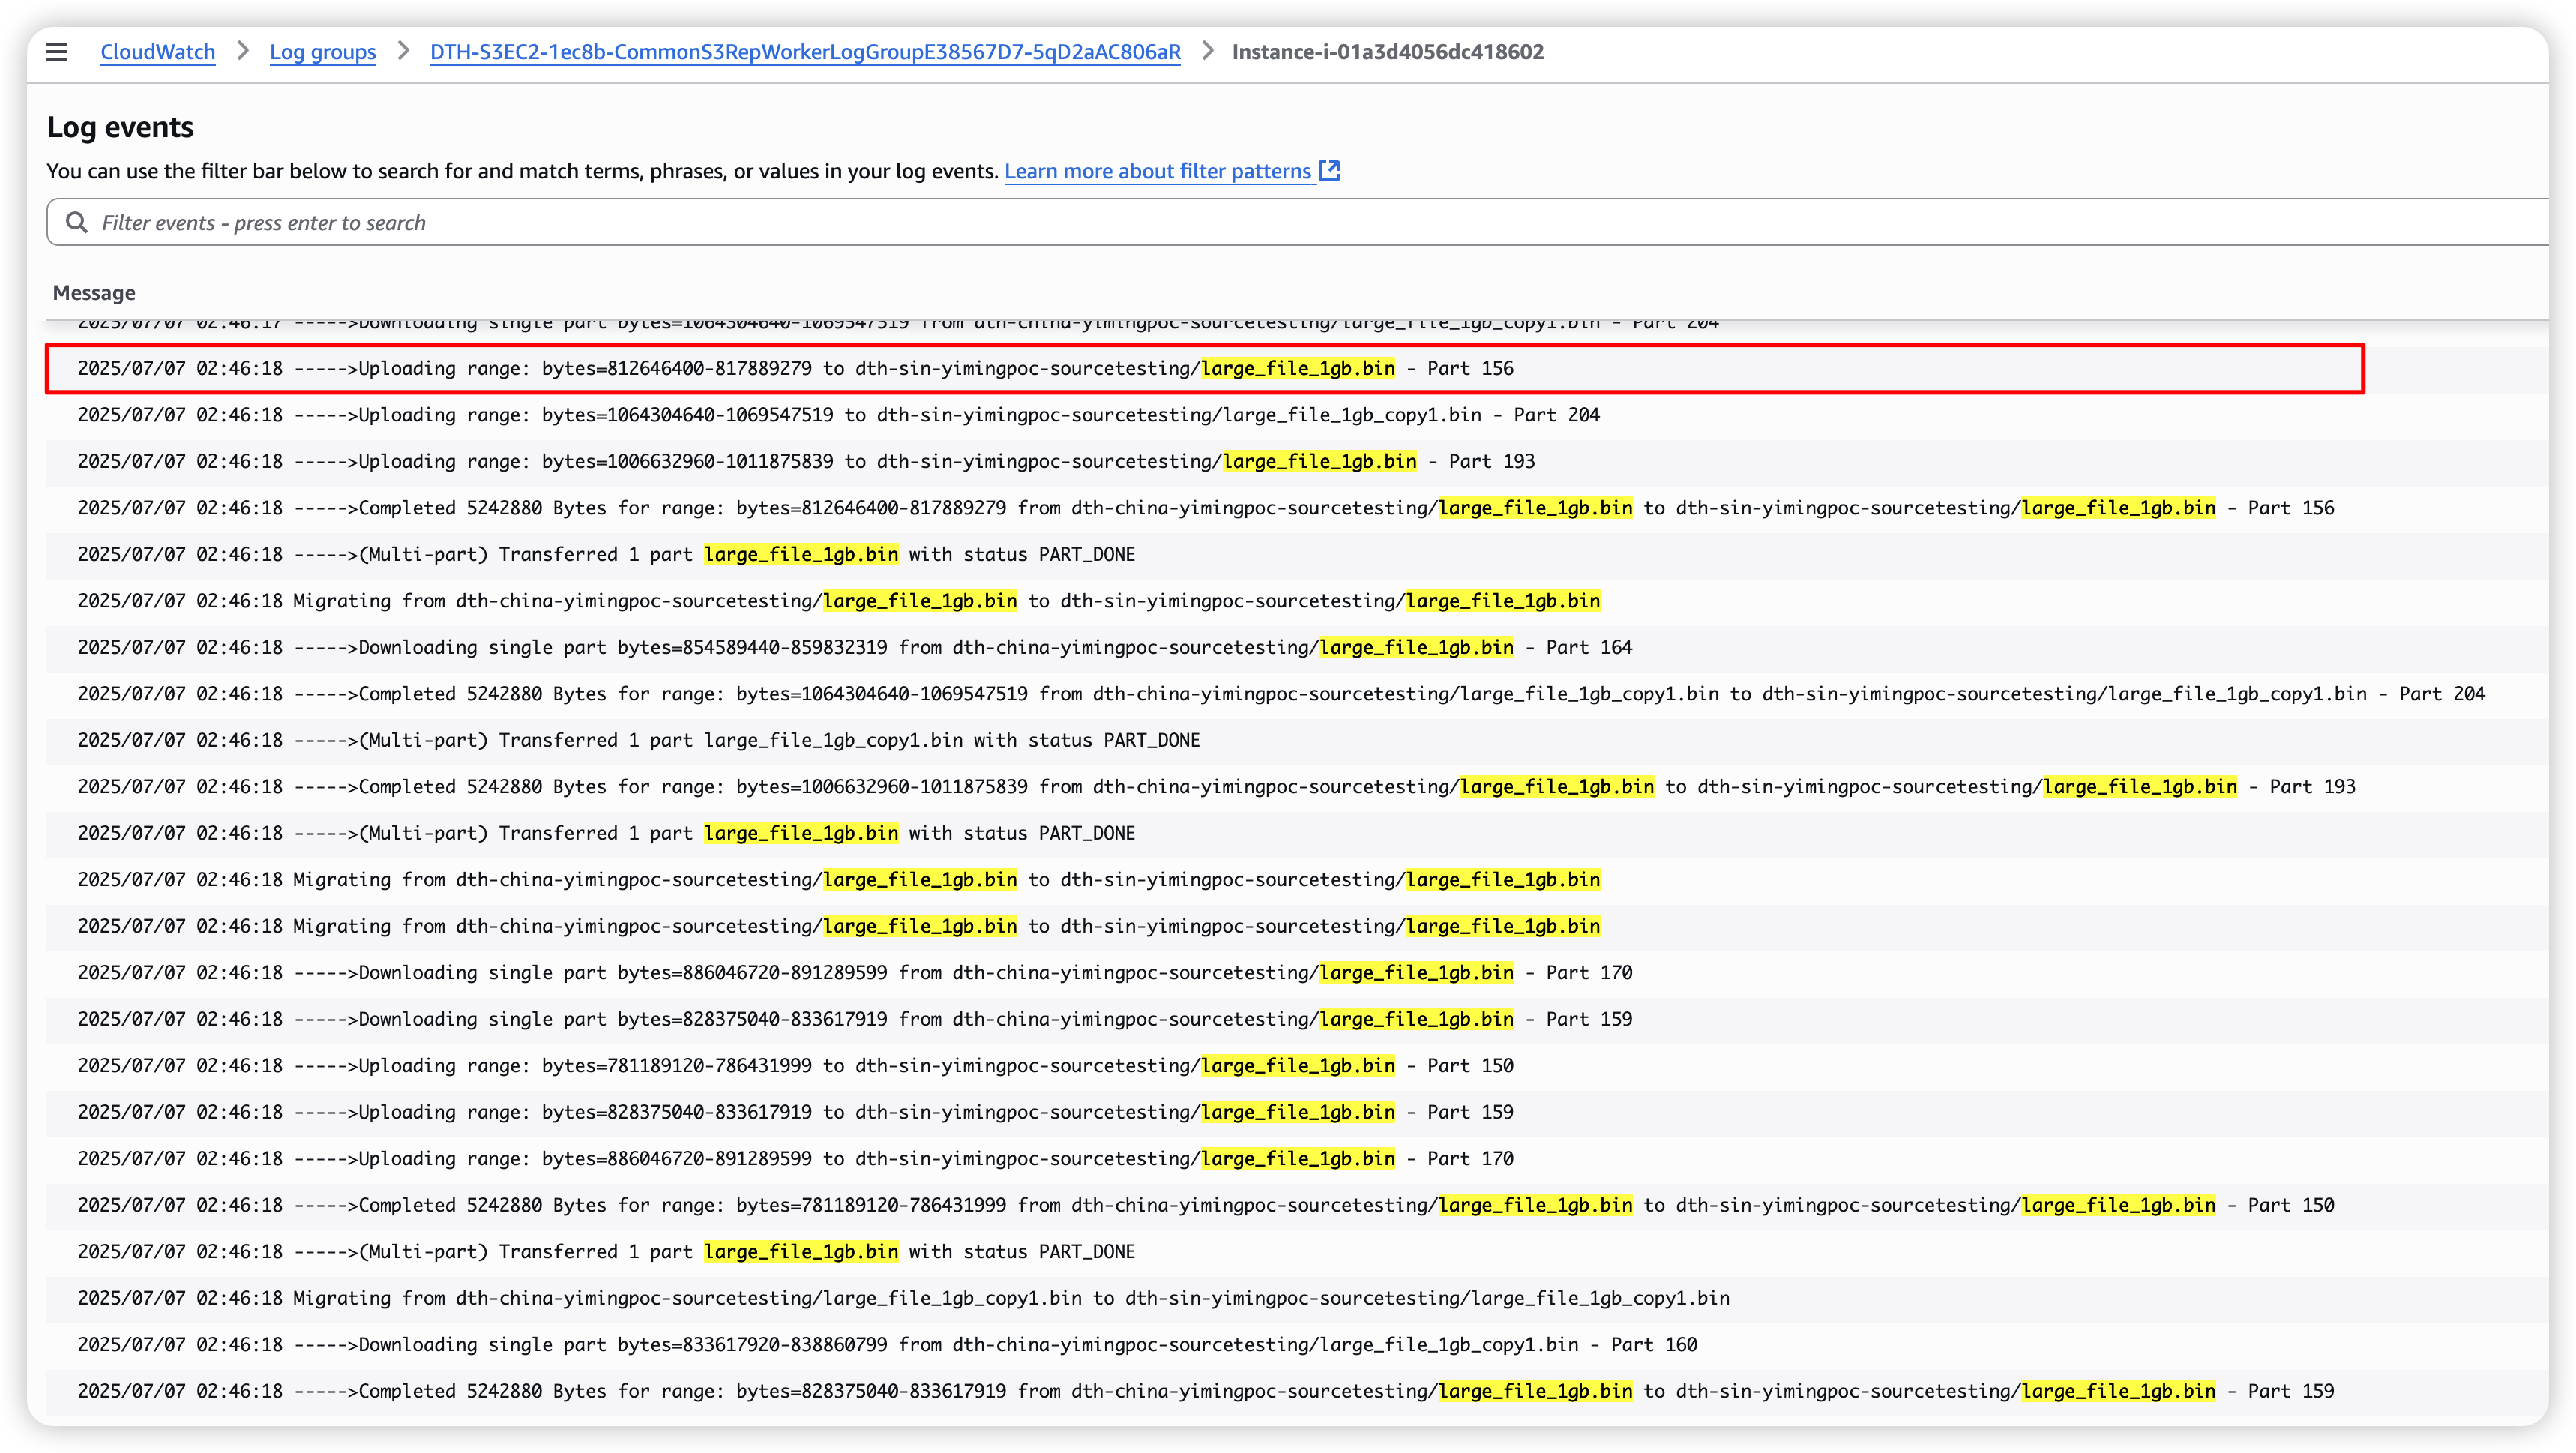 CloudWatch > Log groups > DTH-S3EC2-1ec8b-CommonS3RepWorkerLogGroupE38567D7-5qD2aAC806aR > Instance-i-01a3d4056dc418602
Log events
You can use the filter bar below to search for and match terms, phrases, or values in your log events. Learn more about filter patterns
Filter events - press enter to search
Message
2025/07/07 02:46:17 ----->Downloading single part bytes=1064304640-1069547519 from dth-china-yimingpoc-sourcetesting/large_file_1gb_copy1.bin - Part 204
2025/07/07 02:46:18 ----->Uploading range: bytes=812646400-817889279 to dth-sin-yimingpoc-sourcetesting/large_file_1gb.bin - Part 156
2025/07/07 02:46:18 ----->Uploading range: bytes=1064304640-1069547519 to dth-sin-yimingpoc-sourcetesting/large_file_1gb_copy1.bin - Part 204
2025/07/07 02:46:18 ----->Uploading range: bytes=1006632960-1011875839 to dth-sin-yimingpoc-sourcetesting/large_file_1gb.bin - Part 193
2025/07/07 02:46:18 ----->Completed 5242880 Bytes for range: bytes=812646400-817889279 from dth-china-yimingpoc-sourcetesting/large_file_1gb.bin to dth-sin-yimingpoc-sourcetesting/large_file_1gb.bin - Part 156
2025/07/07 02:46:18 ----->(Multi-part) Transferred 1 part large_file_1gb.bin with status PART_DONE
2025/07/07 02:46:18 Migrating from dth-china-yimingpoc-sourcetesting/large_file_1gb.bin to dth-sin-yimingpoc-sourcetesting/large_file_1gb.bin
2025/07/07 02:46:18 ----->Downloading single part bytes=854589440-859832319 from dth-china-yimingpoc-sourcetesting/large_file_1gb.bin - Part 164
2025/07/07 02:46:18 ----->Completed 5242880 Bytes for range: bytes=1064304640-1069547519 from dth-china-yimingpoc-sourcetesting/large_file_1gb_copy1.bin to dth-sin-yimingpoc-sourcetesting/large_file_1gb_copy1.bin - Part 204
2025/07/07 02:46:18 ----->(Multi-part) Transferred 1 part large_file_1gb_copy1.bin with status PART_DONE
2025/07/07 02:46:18 ----->Completed 5242880 Bytes for range: bytes=1006632960-1011875839 from dth-china-yimingpoc-sourcetesting/large_file_1gb.bin to dth-sin-yimingpoc-sourcetesting/large_file_1gb.bin - Part 193
2025/07/07 02:46:18 ----->(Multi-part) Transferred 1 part large_file_1gb.bin with status PART_DONE
2025/07/07 02:46:18 Migrating from dth-china-yimingpoc-sourcetesting/large_file_1gb.bin to dth-sin-yimingpoc-sourcetesting/large_file_1gb.bin
2025/07/07 02:46:18 Migrating from dth-china-yimingpoc-sourcetesting/large_file_1gb.bin to dth-sin-yimingpoc-sourcetesting/large_file_1gb.bin
2025/07/07 02:46:18 ----->Downloading single part bytes=886046720-891289599 from dth-china-yimingpoc-sourcetesting/large_file_1gb.bin - Part 170
2025/07/07 02:46:18 ----->Downloading single part bytes=828375040-833617919 from dth-china-yimingpoc-sourcetesting/large_file_1gb.bin - Part 159
2025/07/07 02:46:18 ----->Uploading range: bytes=781189120-786431999 to dth-sin-yimingpoc-sourcetesting/large_file_1gb.bin - Part 150
2025/07/07 02:46:18 ----->Uploading range: bytes=828375040-833617919 to dth-sin-yimingpoc-sourcetesting/large_file_1gb.bin - Part 159
2025/07/07 02:46:18 ----->Uploading range: bytes=886046720-891289599 to dth-sin-yimingpoc-sourcetesting/large_file_1gb.bin - Part 170
2025/07/07 02:46:18 ----->Completed 5242880 Bytes for range: bytes=781189120-786431999 from dth-china-yimingpoc-sourcetesting/large_file_1gb.bin to dth-sin-yimingpoc-sourcetesting/large_file_1gb.bin - Part 150
2025/07/07 02:46:18 ----->(Multi-part) Transferred 1 part large_file_1gb.bin with status PART_DONE
2025/07/07 02:46:18 Migrating from dth-china-yimingpoc-sourcetesting/large_file_1gb_copy1.bin to dth-sin-yimingpoc-sourcetesting/large_file_1gb_copy1.bin
2025/07/07 02:46:18 ----->Downloading single part bytes=833617920-838860799 from dth-china-yimingpoc-sourcetesting/large_file_1gb_copy1.bin - Part 160
2025/07/07 02:46:18 ----->Completed 5242880 Bytes for range: bytes=828375040-833617919 from dth-china-yimingpoc-sourcetesting/large_file_1gb.bin to dth-sin-yimingpoc-sourcetesting/large_file_1gb.bin - Part 159